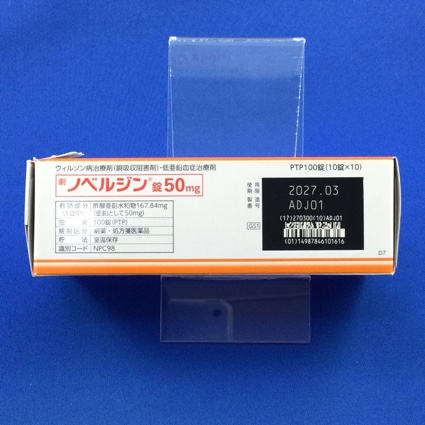 ウィルソン病治療剤(銅吸収阻害剤)・低亜鉛血症治療剤
PTP100錠(10錠×10)
劇 ノベルジン®錠50mg
有効成分 酢酸亜鉛水和物167.84mg
(1錠中) (亜鉛として50mg)
包装 100錠(PTP)
規制区分 劇薬・処方箋医薬品
貯法 室温保存
識別コード NPC98
使用期限 2027.03
製造番号 ADJ01
(17)270300(10)ADJ01
GS1
(01)14987846101616
D7